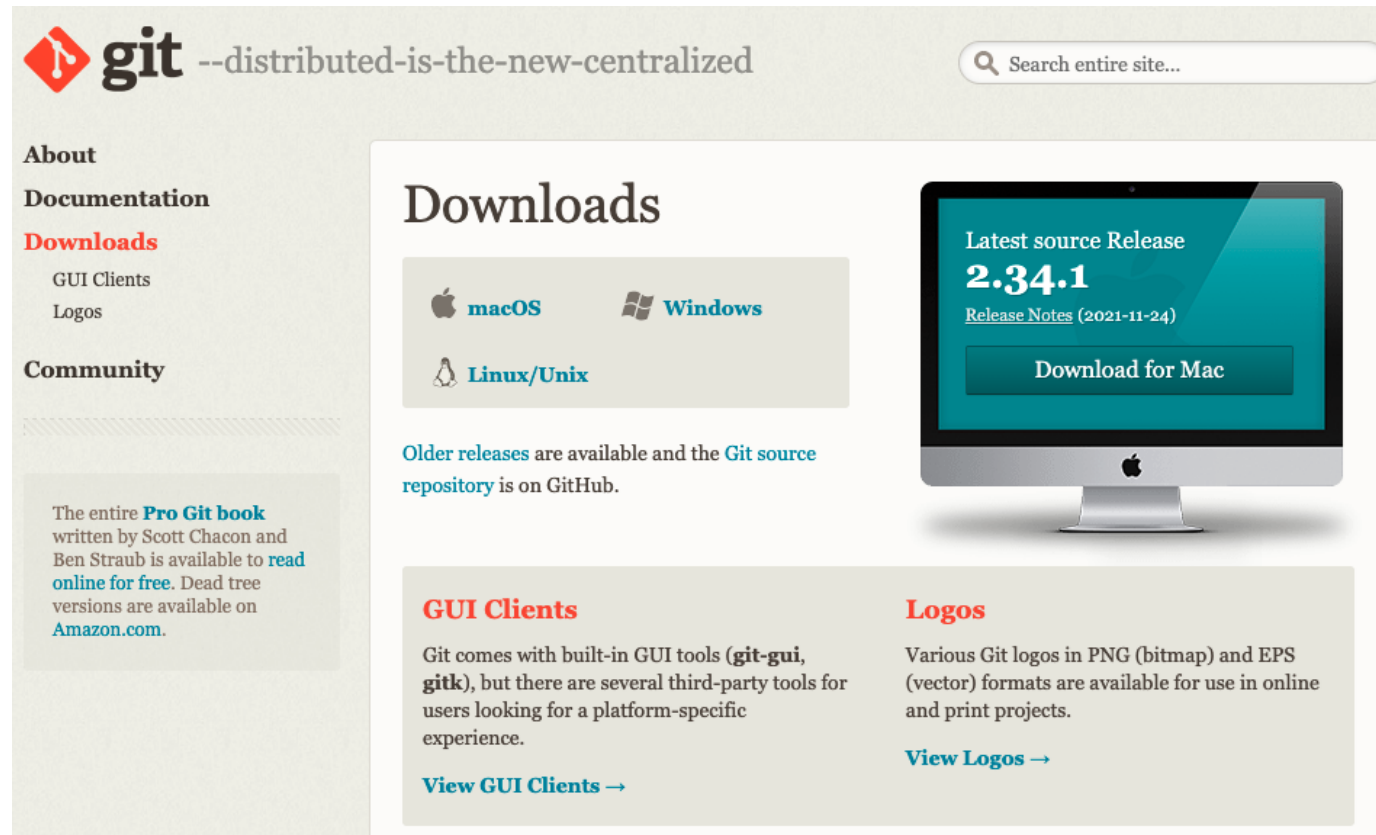 git --distributed-is-the-new-centralized
Search entire site...
About
Documentation
Downloads
GUI Clients
Logos
Community
The entire Pro Git book
written by Scott Chacon and
Ben Straub is available to read
online for free. Dead tree
versions are available on
Amazon.com.
Downloads
macOS
Windows
Linux/Unix
Older releases are available and the Git source
repository is on GitHub.
Latest source Release
2.34.1
Release Notes (2021-11-24)
Download for Mac
GUI Clients
Git comes with built-in GUI tools (git-gui,
gitk), but there are several third-party tools for
users looking for a platform-specific
experience.
View GUI Clients →
Logos
Various Git logos in PNG (bitmap) and EPS
(vector) formats are available for use in online
and print projects.
View Logos →